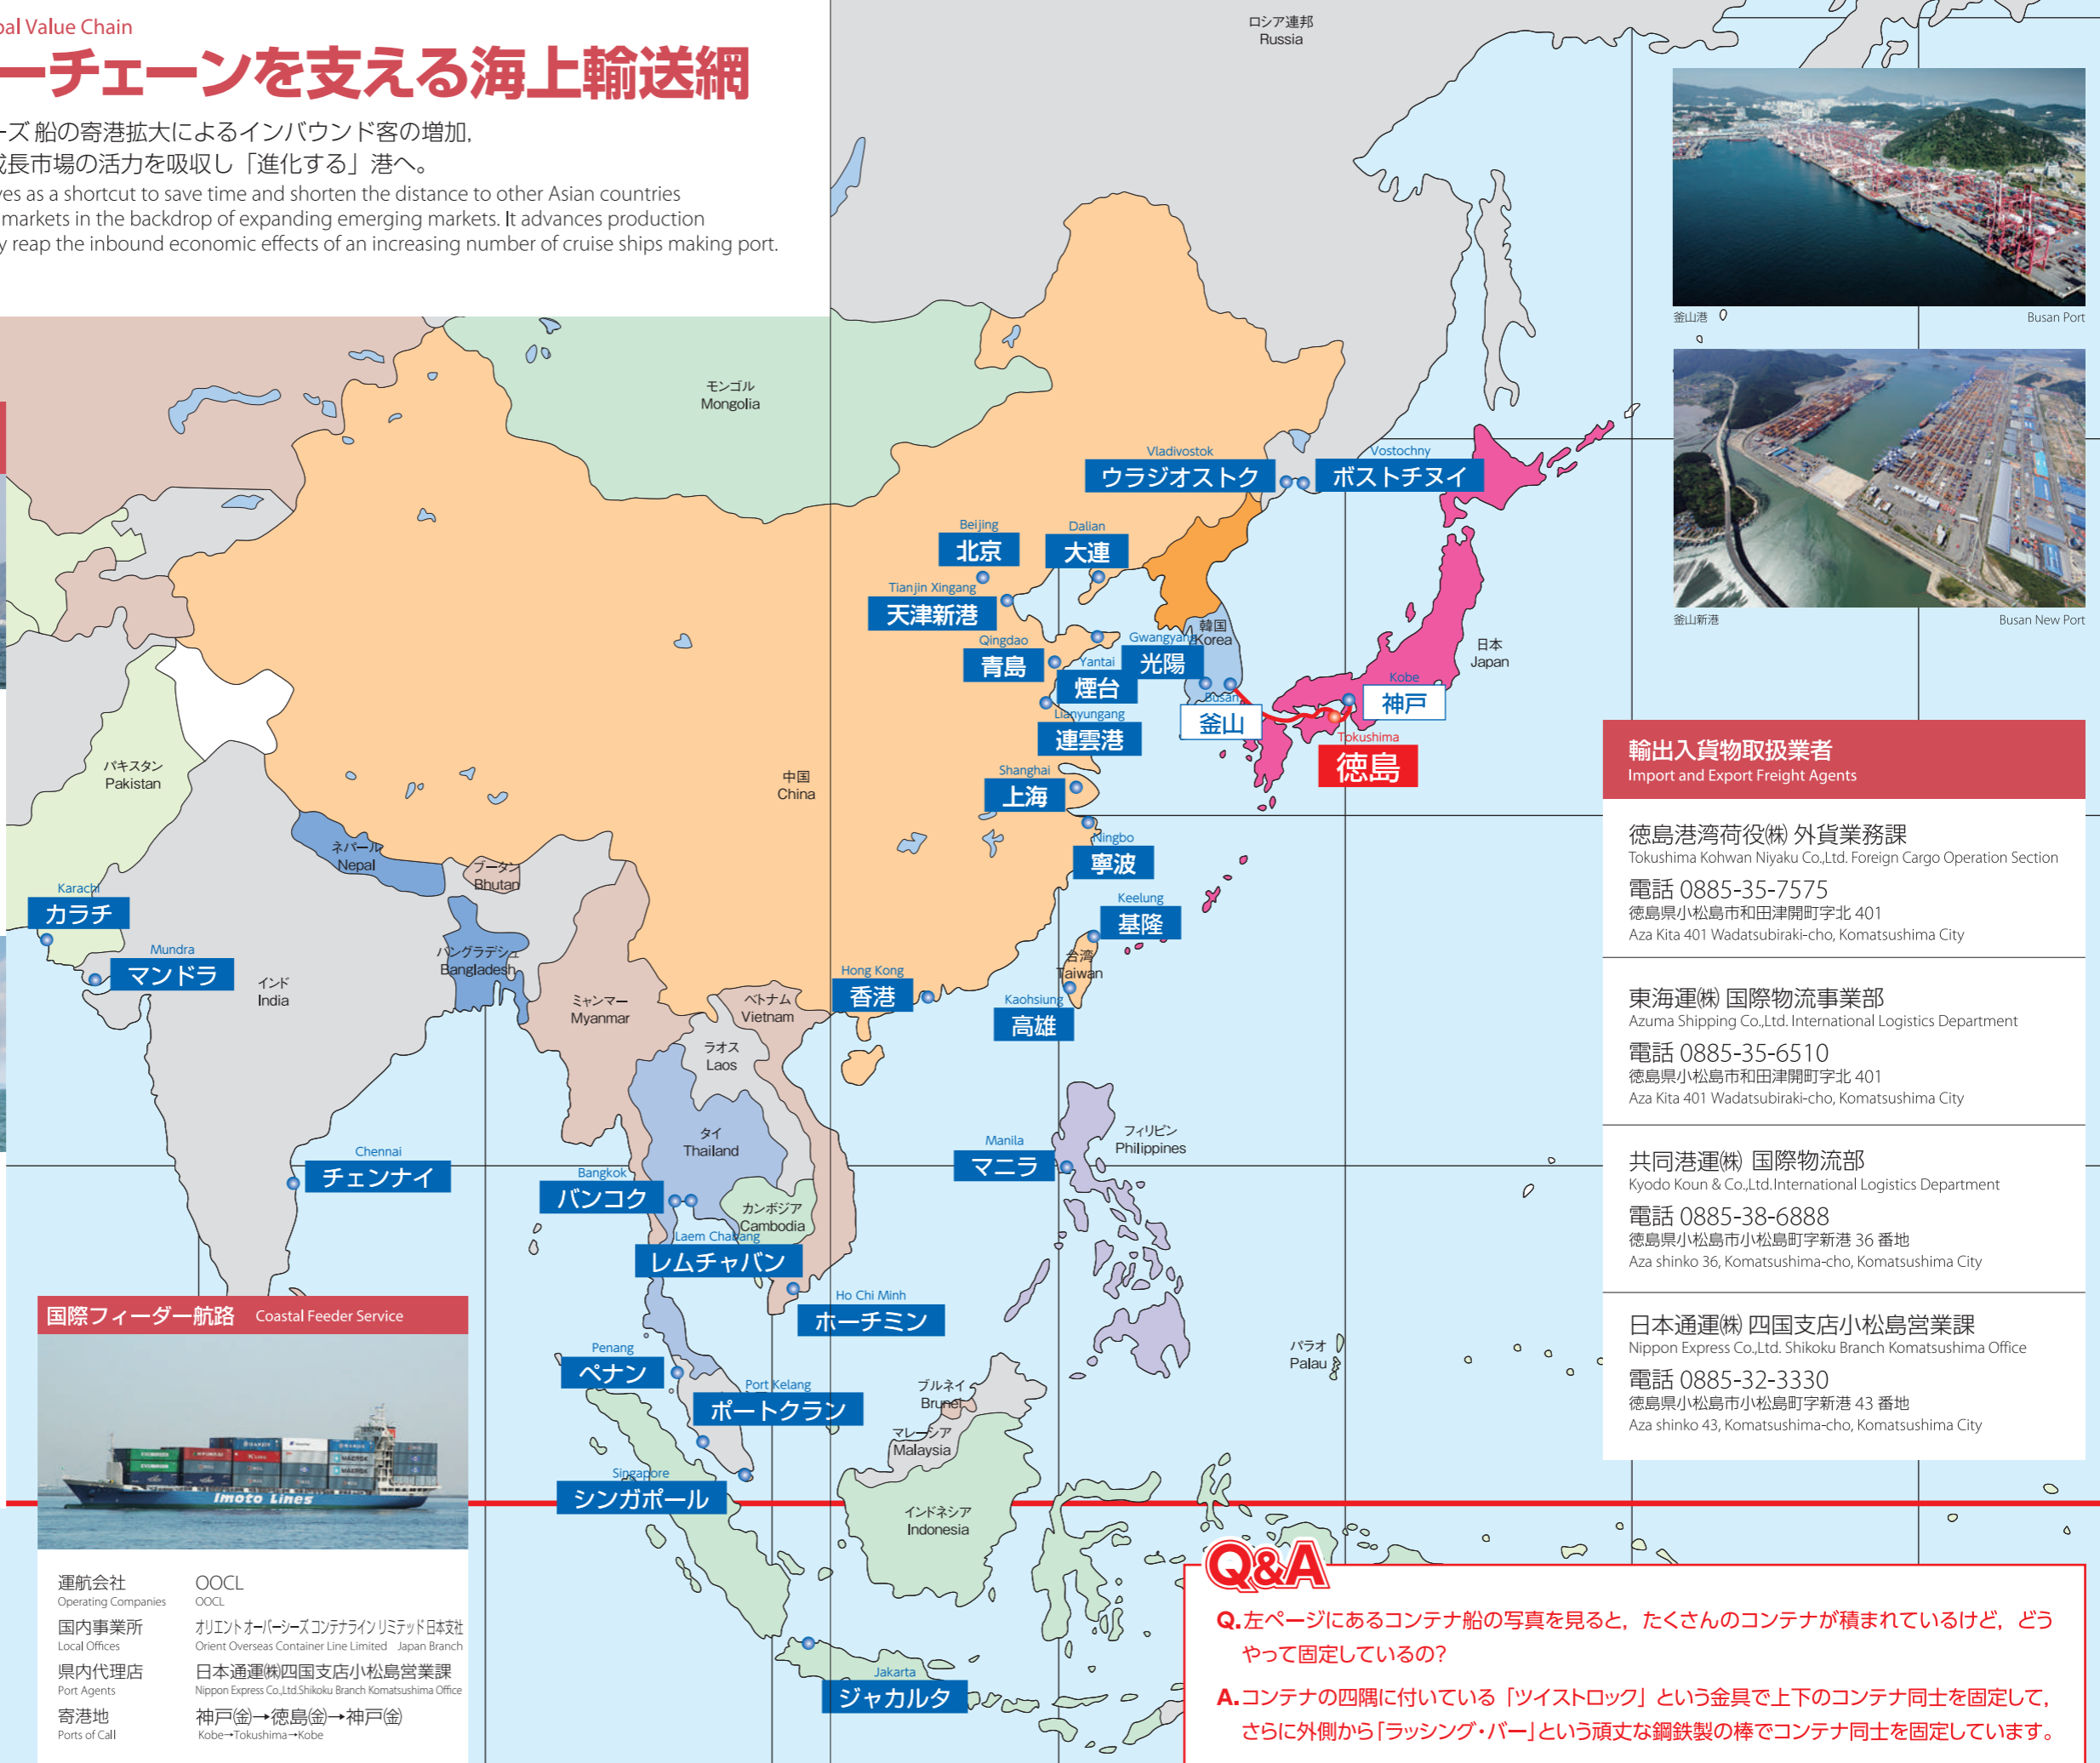 bal Value Chain
ーチェーンを支える海上輸送網
ーズ 船の寄港拡大によるインバウンド客の増加,
成長市場の活力を吸収し「進化する」港へ。
ves as a shortcut to save time and shorten the distance to other Asian countries
markets in the backdrop of expanding emerging markets. It advances production
y reap the inbound economic effects of an increasing number of cruise ships making port.
ロシア連邦
Russia
釜山港
Busan Port
釜山新港
Busan New Port
モンゴル
Mongolia
Vladivostok
ウラジオストク
Vostochny
ボストチヌイ
Beijing
北京
Dalian
大連
Tianjin Xingang
天津新港
Qingdao
青島
Yantai
煙台
Gwangyang
光陽
韓国
Korea
日本
Japan
Lianyungang
連雲港
Busan
釜山
Kobe
神戸
Tokushima
徳島
Shanghai
上海
中国
China
Ningbo
寧波
Keelung
基隆
台湾
Taiwan
Kaohsiung
高雄
Hong Kong
香港
パキスタン
Pakistan
ネパール
Nepal
ブータン
Bhutan
Karachi
カラチ
Mundra
マンドラ
インド
India
バングラデシュ
Bangladesh
ミャンマー
Myanmar
ベトナム
Vietnam
ラオス
Laos
タイ
Thailand
Chennai
チェンナイ
Bangkok
バンコク
カンボジア
Cambodia
Laem Chabang
レムチャバン
Ho Chi Minh
ホーチミン
Manila
マニラ
フィリピン
Philippines
パラオ
Palau
Penang
ペナン
Port Kelang
ポートクラン
ブルネイ
Brunei
マレーシア
Malaysia
Singapore
シンガポール
インドネシア
Indonesia
Jakarta
ジャカルタ
輸出入貨物取扱業者
Import and Export Freight Agents
徳島港湾荷役㈱ 外貨業務課
Tokushima Kohwan Niyaku Co.,Ltd. Foreign Cargo Operation Section
電話 0885-35-7575
徳島県小松島市和田津開町字北 401
Aza Kita 401 Wadatsubiraki-cho, Komatsushima City
東海運㈱ 国際物流事業部
Azuma Shipping Co.,Ltd. International Logistics Department
電話 0885-35-6510
徳島県小松島市和田津開町字北 401
Aza Kita 401 Wadatsubiraki-cho, Komatsushima City
共同港運㈱ 国際物流部
Kyodo Koun & Co.,Ltd.International Logistics Department
電話 0885-38-6888
徳島県小松島市小松島町字新港 36 番地
Aza shinko 36, Komatsushima-cho, Komatsushima City
日本通運㈱ 四国支店小松島営業課
Nippon Express Co.,Ltd. Shikoku Branch Komatsushima Office
電話 0885-32-3330
徳島県小松島市小松島町字新港 43 番地
Aza shinko 43, Komatsushima-cho, Komatsushima City
国際フィーダー航路 Coastal Feeder Service
Imoto Lines
運航会社 OOCL
Operating Companies OOCL
国内事業所 オリエント オーバーシーズ コンテナライン リミテッド 日本支社
Local Offices Orient Overseas Container Line Limited Japan Branch
県内代理店 日本通運㈱四国支店小松島営業課
Port Agents Nippon Express Co.,Ltd.Shikoku Branch Komatsushima Office
寄港地 神戸㈮→徳島㈮→神戸㈮
Ports of Call Kobe→Tokushima→Kobe
Q&A
Q.左ページにあるコンテナ船の写真を見ると，たくさんのコンテナが積まれているけど，どう
やって固定しているの?
A.コンテナの四隅に付いている「ツイストロック」という金具で上下のコンテナ同士を固定して，
さらに外側から「ラッシング・バー」という頑丈な鋼鉄製の棒でコンテナ同士を固定しています。